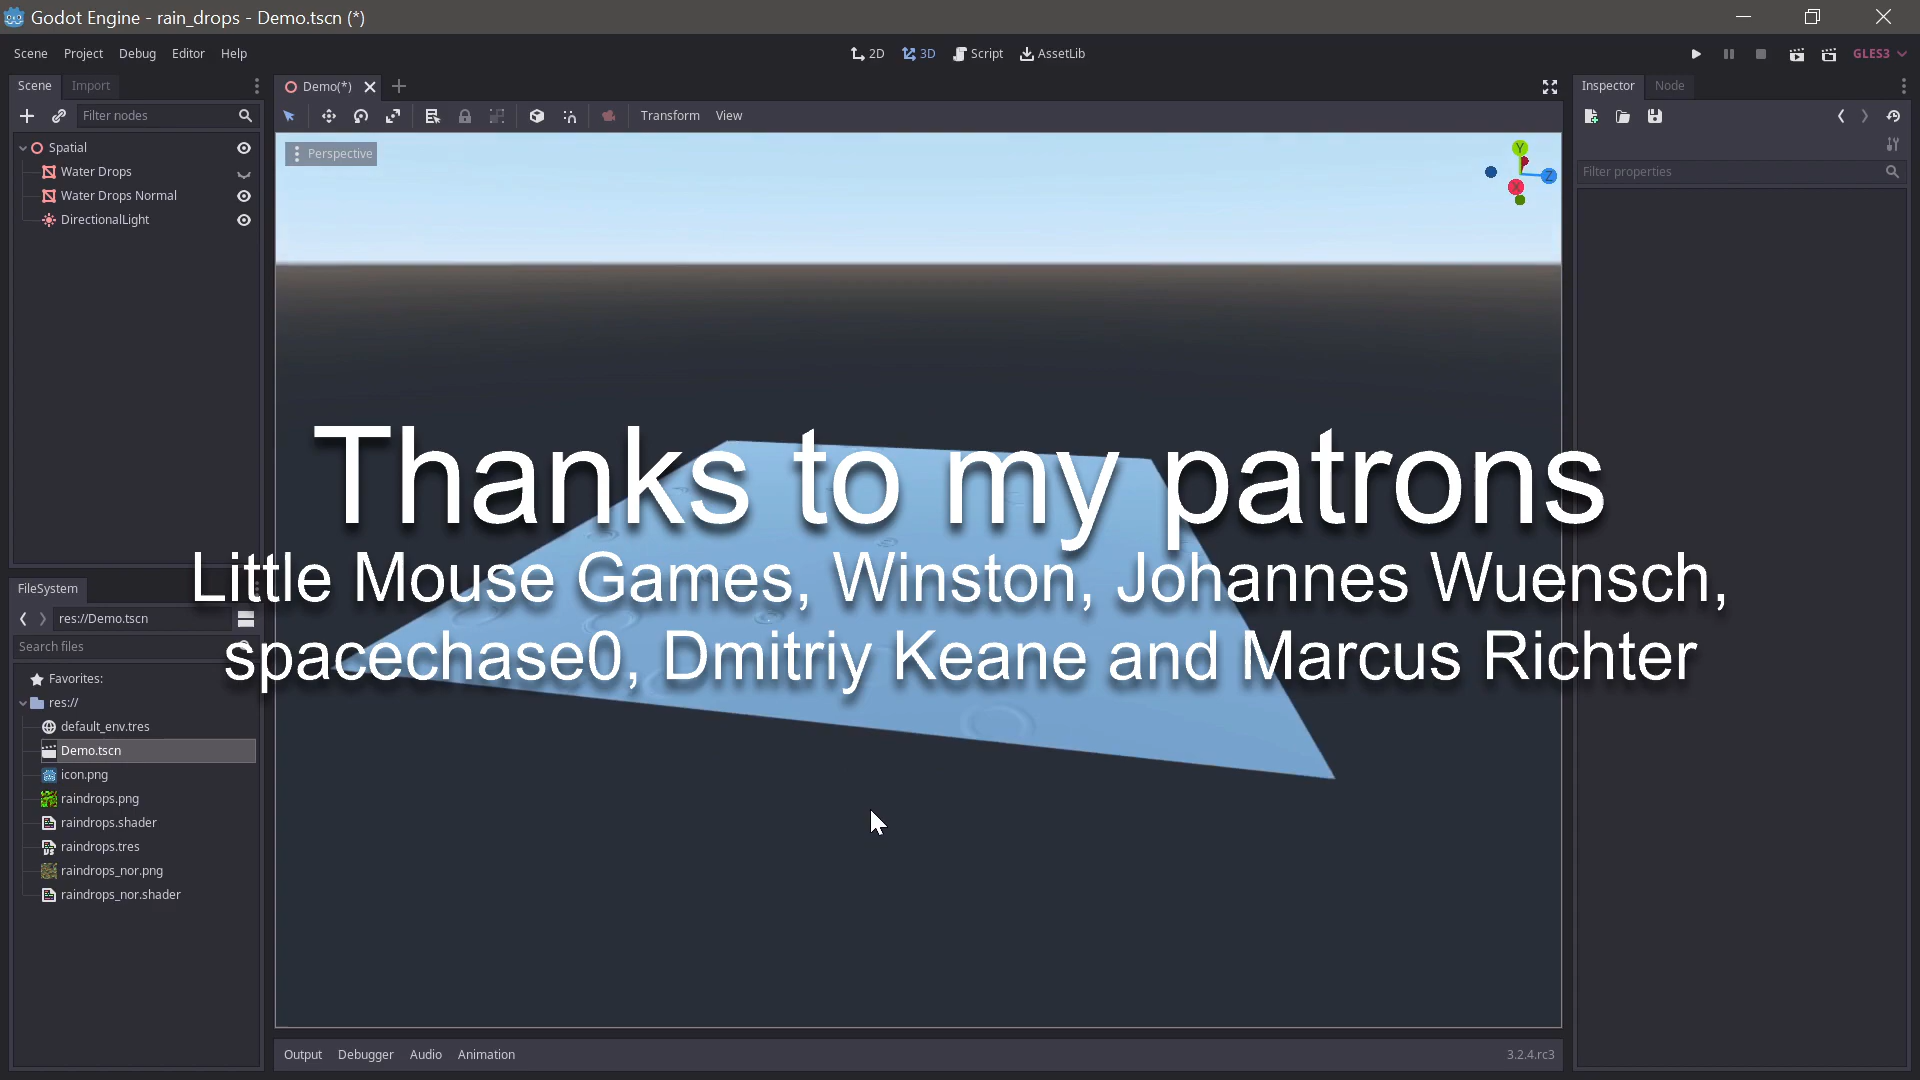 Godot Engine - rain_drops - Demo.tscn (*)
Scene Project Debug Editor Help
2D 3D Script AssetLib
GLES3
Scene Import
Demo(*)
Inspector Node
Filter nodes
Transform View
Spatial
Perspective
Y
Z
X
Filter properties
Water Drops
Water Drops Normal
DirectionalLight
Thanks to my patrons
Little Mouse Games, Winston, Johannes Wuensch,
spacechase0, Dmitriy Keane and Marcus Richter
FileSystem
res://Demo.tscn
Search files
Favorites:
res://
default_env.tres
Demo.tscn
icon.png
raindrops.png
raindrops.shader
raindrops.tres
raindrops_nor.png
raindrops_nor.shader
Output Debugger Audio Animation
3.2.4.rc3